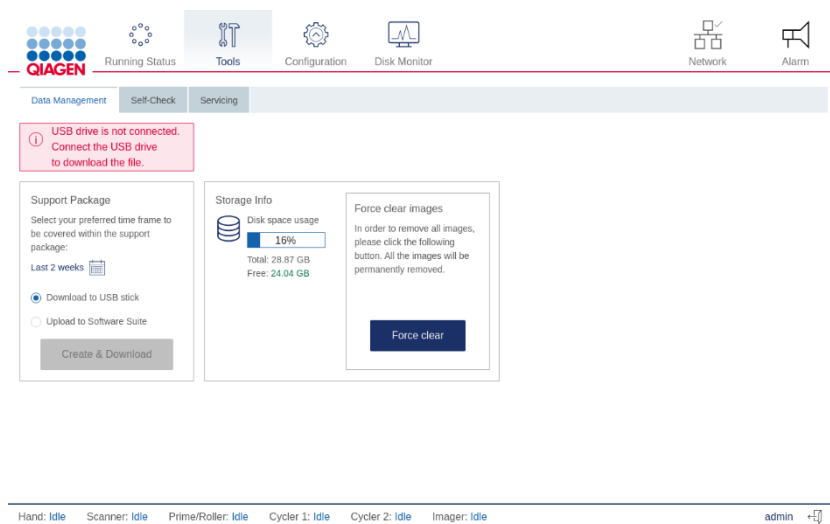 QIAGEN
Running Status
Tools
Configuration
Disk Monitor
Network
Alarm
Data Management
Self-Check
Servicing
USB drive is not connected.
Connect the USB drive
to download the file.
Support Package
Select your preferred time frame to
be covered within the support
package:
Last 2 weeks
Download to USB stick
Upload to Software Suite
Create & Download
Storage Info
Disk space usage
16%
Total: 28.87 GB
Free: 24.04 GB
Force clear images
In order to remove all images,
please click the following
button. All the images will be
permanently removed.
Force clear
Hand: Idle
Scanner: Idle
Prime/Roller: Idle
Cycler 1: Idle
Cycler 2: Idle
Imager: Idle
admin